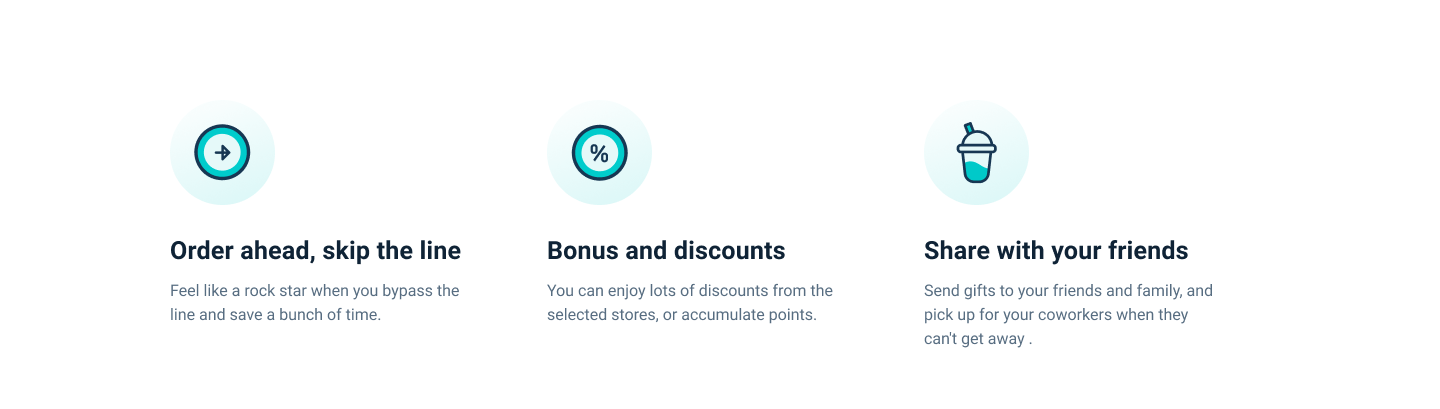 Order ahead, skip the line
Feel like a rock star when you bypass the
line and save a bunch of time.
%
Bonus and discounts
You can enjoy lots of discounts from the
selected stores, or accumulate points.
Share with your friends
Send gifts to your friends and family, and
pick up for your coworkers when they
can't get away .